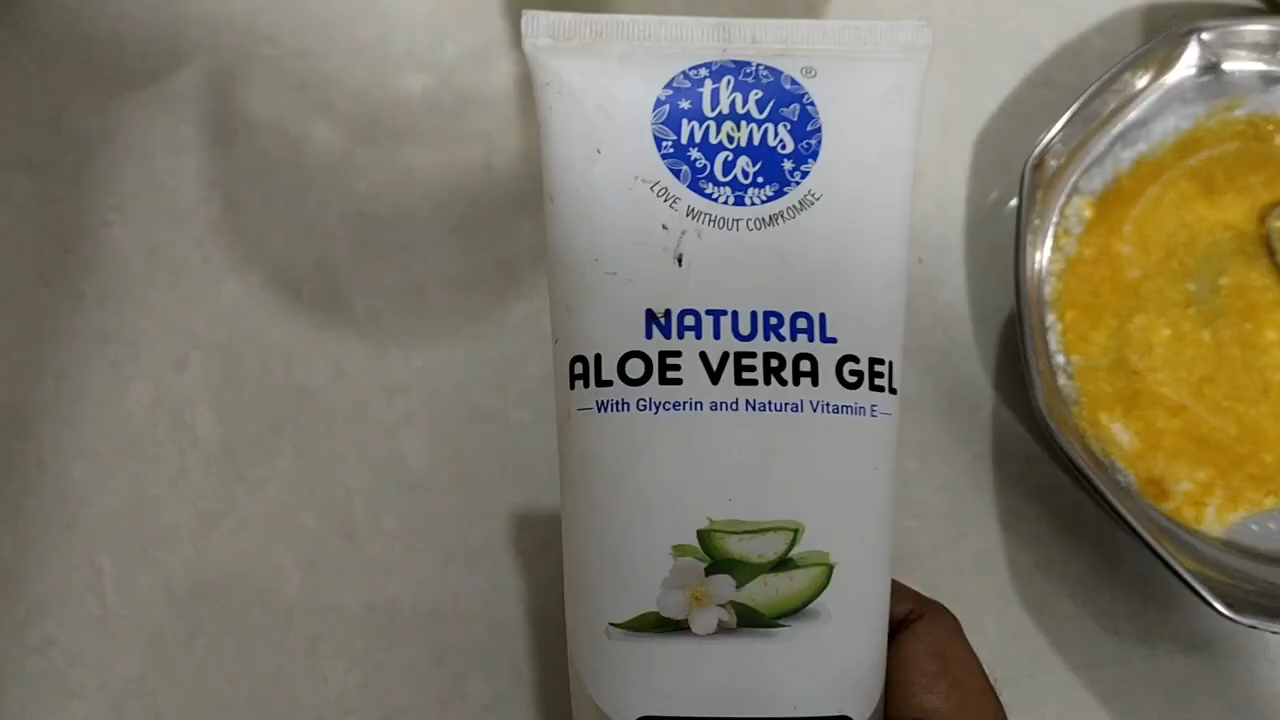 the
moms
co.
®
LOVE. WITHOUT COMPROMISE.
NATURAL
ALOE VERA GEL
—With Glycerin and Natural Vitamin E—